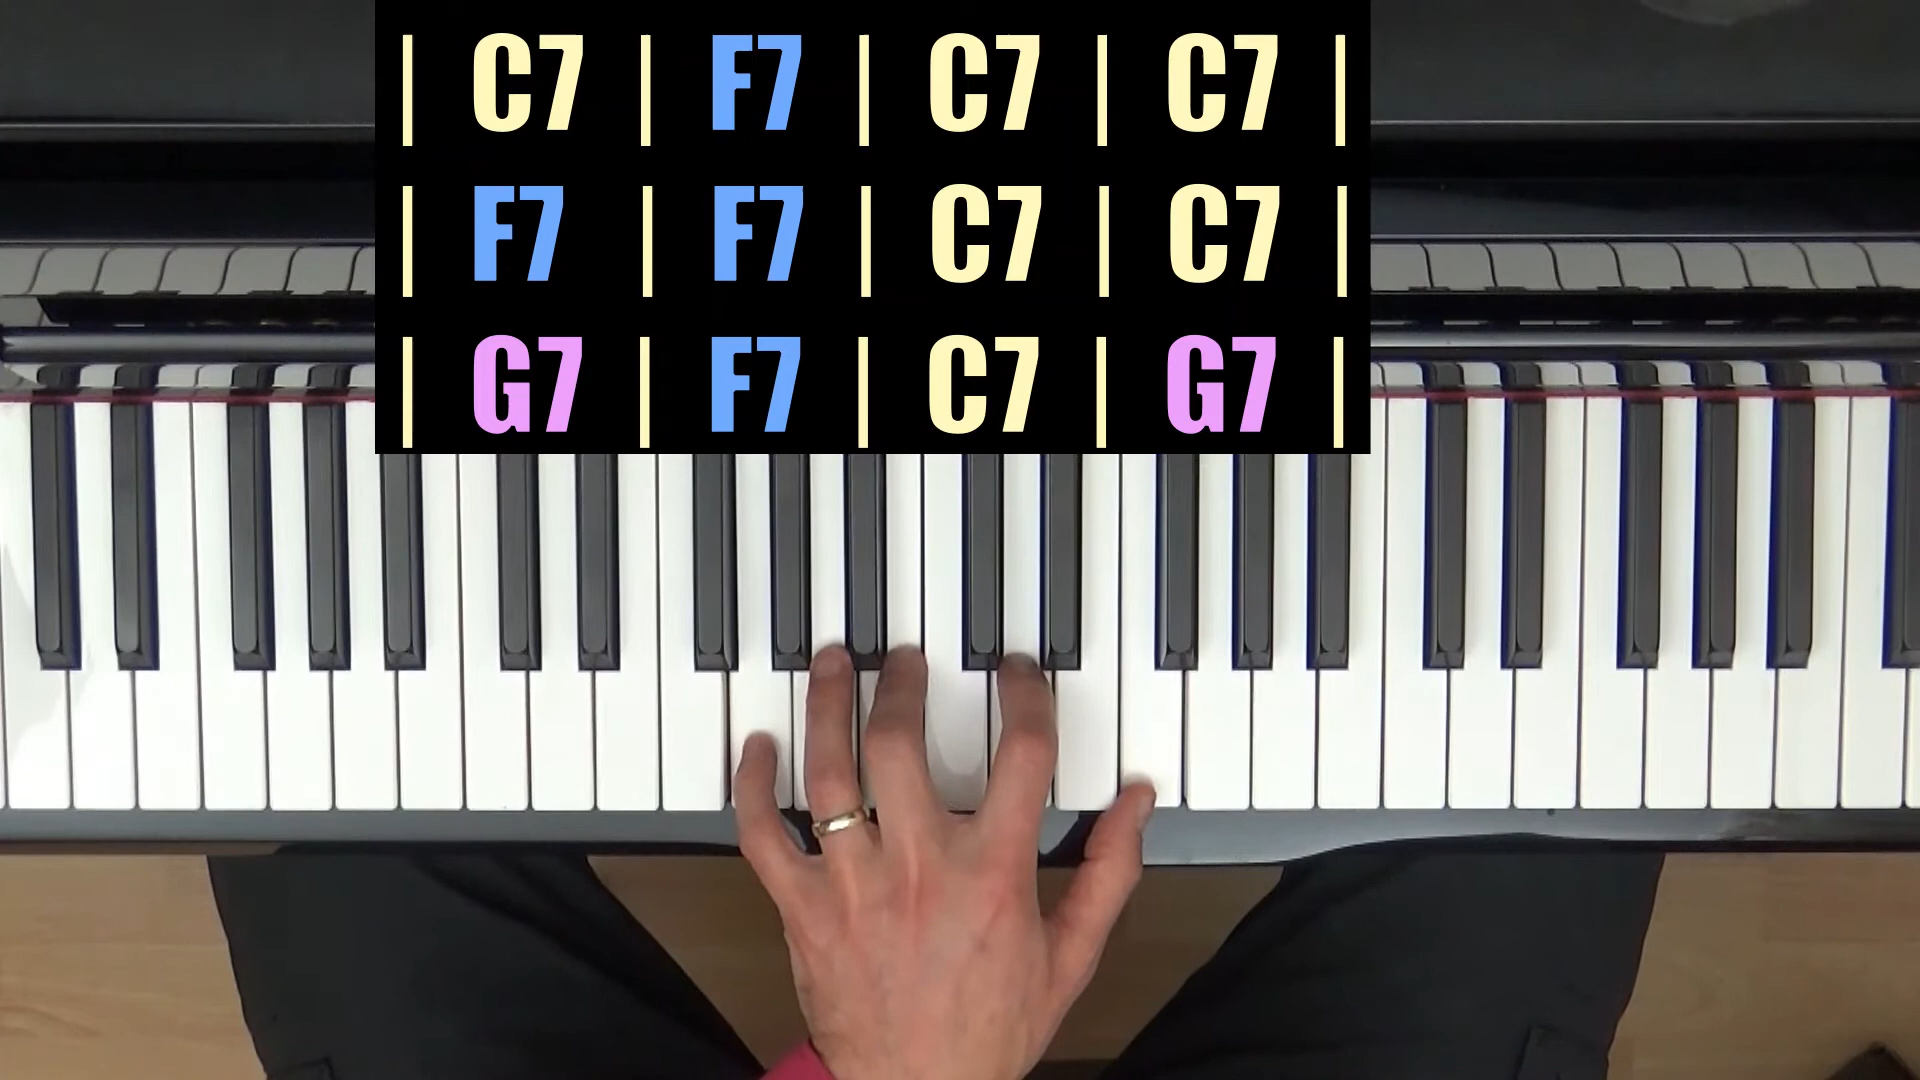 | C7 | F7 | C7 | C7 |
| F7 | F7 | C7 | C7 |
| G7 | F7 | C7 | G7 |